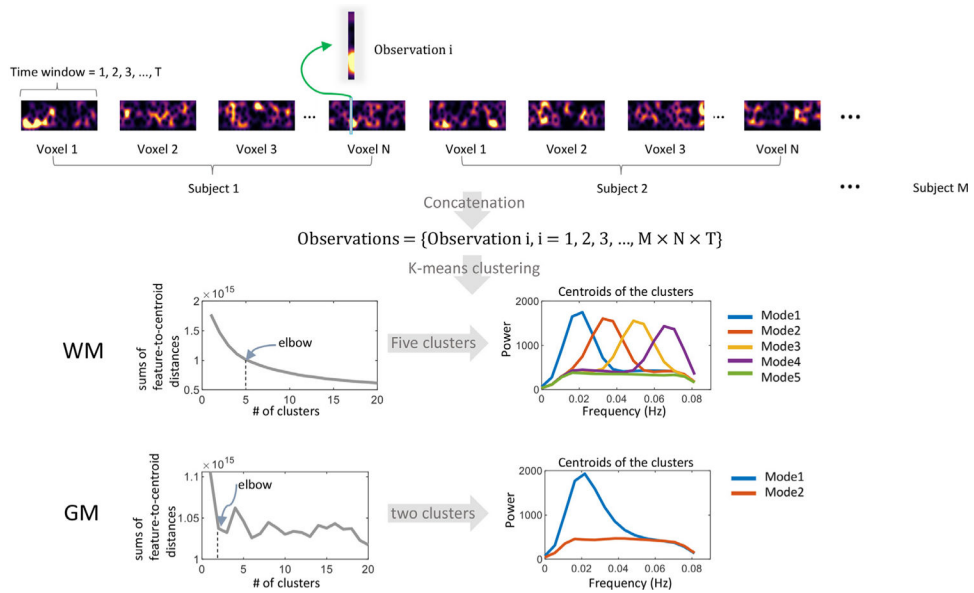 Observation i
Time window = 1, 2, 3, ..., T
...
...
...
Voxel 1 Voxel 2 Voxel 3 Voxel N Voxel 1 Voxel 2 Voxel 3 Voxel N
Subject 1 Subject 2 ... Subject M
Concatenation
Observations = {Observation i, i = 1, 2, 3, ..., M × N × T}
K-means clustering
WM
× 10¹⁵
2
1.5
1
0.5
0 5 10 15 20
sums of
feature-to-centroid
distances
# of clusters
elbow
Five clusters
Centroids of the clusters
2000
1000
0
0 0.02 0.04 0.06 0.08
Power
Frequency (Hz)
Mode1
Mode2
Mode3
Mode4
Mode5
GM
× 10¹⁵
1.1
1.05
1
0 5 10 15 20
sums of
feature-to-centroid
distances
# of clusters
elbow
two clusters
Centroids of the clusters
2000
1000
0
0 0.02 0.04 0.06 0.08
Power
Frequency (Hz)
Mode1
Mode2